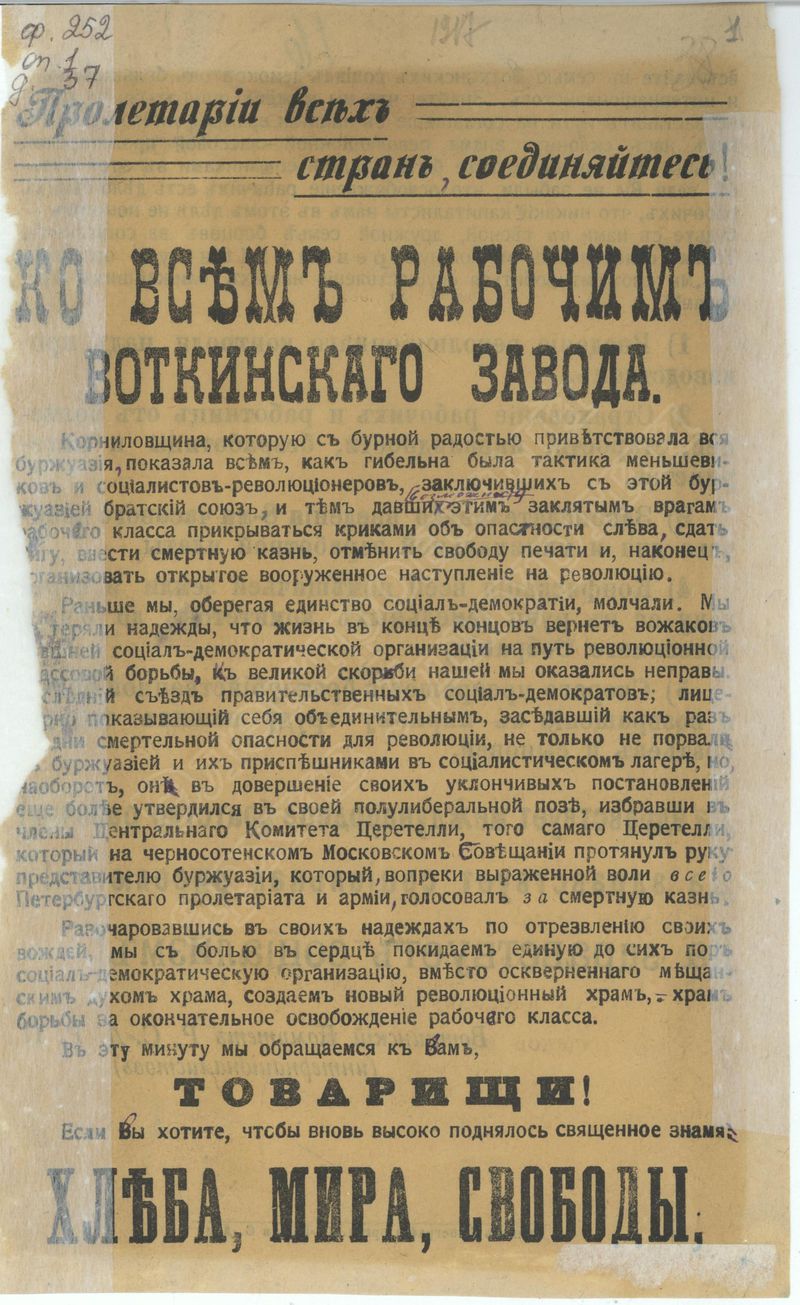 ф. 252
оп. 1
д. 37
1917
1
Пролетаріи всѣхъ
странъ, соединяйтесь!
КО ВСѢМЪ РАБОЧИМЪ
ВОТКИНСКАГО ЗАВОДА.
Корниловщина, которую съ бурной радостью привѣтствовала вся
буржуазія, показала всѣмъ, какъ гибельна была тактика меньшеви-
ковъ и соціалистовъ-революціонеровъ, заключившихъ съ этой бур-
жуазіей братскій союзъ, и тѣмъ давшихъ этимъ заклятымъ врагамъ
рабочаго класса прикрываться криками объ опасности слѣва, сдать
Ригу, ввести смертную казнь, отмѣнить свободу печати и, наконецъ,
организовать открытое вооруженное наступленіе на революцію.
Раньше мы, оберегая единство соціалъ-демократіи, молчали. Мы
теряли надежды, что жизнь въ концѣ концовъ вернетъ вожаковъ
соціалъ-демократической организаціи на путь революціонной
массовой борьбы, Къ великой скорби нашей мы оказались неправы.
съѣздъ правительственныхъ соціалъ-демократовъ; лице-
показывающій себя объединительнымъ, засѣдавшій какъ разъ
дни смертельной опасности для революціи, не только не порвалъ
буржуазіей и ихъ приспѣшниками въ соціалистическомъ лагерѣ, но,
наоборотъ, онъ въ довершеніе своихъ уклончивыхъ постановленій
еще болѣе утвердился въ своей полулиберальной позѣ, избравши въ
члены Центральнаго Комитета Церетелли, того самаго Церетелли,
который на черносотенскомъ Московскомъ Совѣщаніи протянулъ руку
представителю буржуазіи, который, вопреки выраженной воли всего
Петербургскаго пролетаріата и арміи, голосовалъ за смертную казнь.
Разочаровавшись въ своихъ надеждахъ по отрезвленію своихъ
вождей, мы съ болью въ сердцѣ покидаемъ единую до сихъ поръ
соціалъ-демократическую организацію, вмѣсто оскверненнаго мѣщан-
скимъ духомъ храма, создаемъ новый революціонный храмъ, - храмъ
борьбы за окончательное освобожденіе рабочаго класса.
Въ эту минуту мы обращаемся къ Вамъ,
ТОВАРИЩИ!
Если Вы хотите, чтобы вновь высоко поднялось священное знамя:
ХЛѢБА, МИРА, СВОБОДЫ.